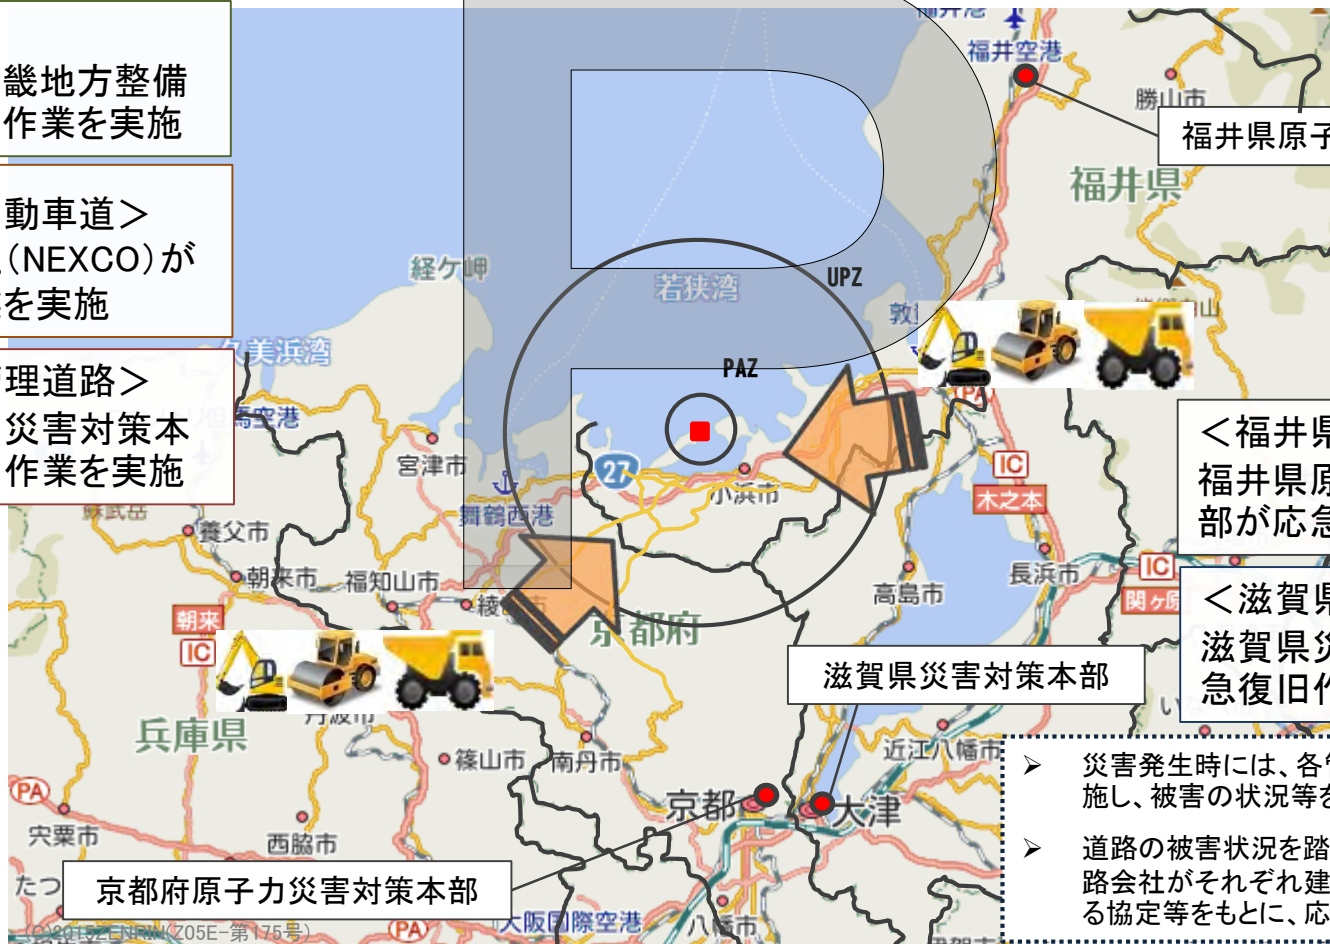 畿地方整備
作業を実施
動車道＞
（NEXCO）が
を実施
理道路＞
災害対策本
作業を実施
福井空港
勝山市
福井県原子
福井県
経ケ岬
若狭湾
UPZ
PAZ
久美浜湾
宮津市
27
小浜市
舞鶴西港
IC
木之本
養父市
朝来市
福知山市
高島市
長浜市
IC
関ケ原
朝来
IC
京都府
＜福井県
福井県原
部が応急
＜滋賀県
滋賀県災
急復旧作
滋賀県災害対策本部
兵庫県
丹波市
篠山市
南丹市
近江八幡市
PA
宍粟市
西脇市
京都
大津
たつ
京都府原子力災害対策本部
大阪国際空港
八幡市
PA
➢ 災害発生時には、各管
施し、被害の状況等を
➢ 道路の被害状況を踏
路会社がそれぞれ建
る協定等をもとに、応
(C)2015ZENRIN(Z05E-第175号)